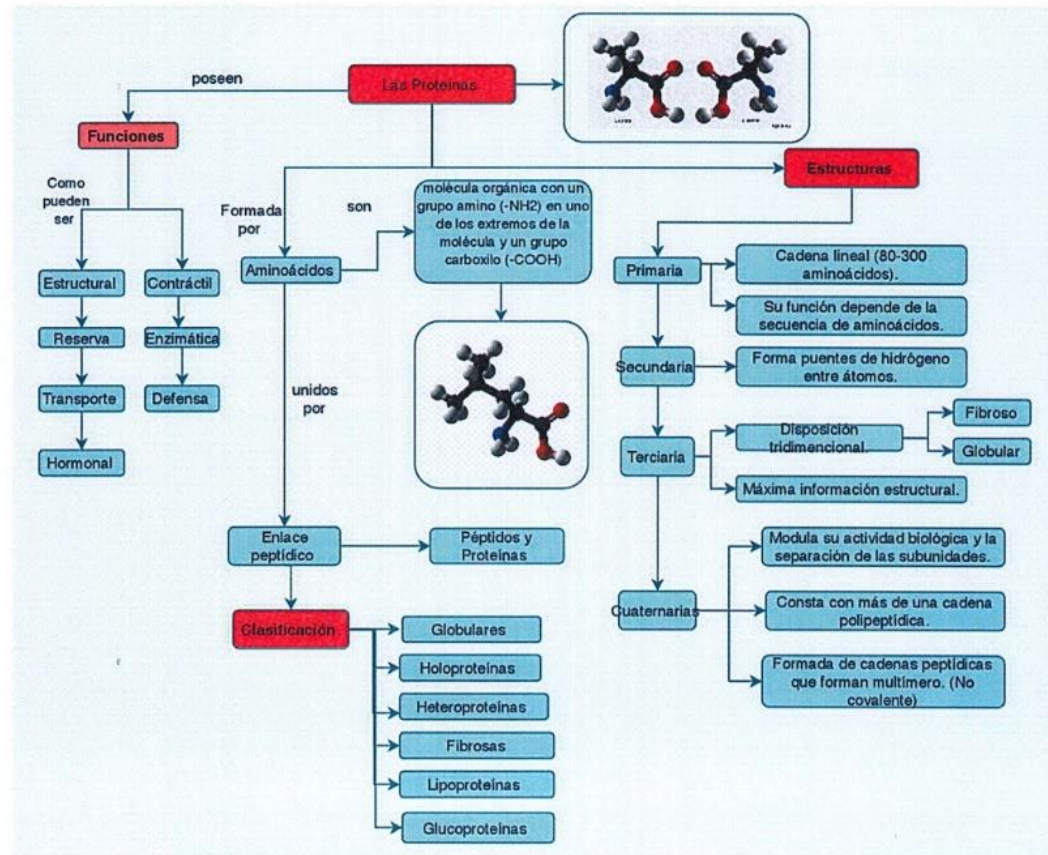 poseen
Las Proteínas
Funciones
Estructuras
Como
pueden
ser
Formada
por
son
molécula orgánica con un
grupo amino (-NH2) en uno
de los extremos de la
molécula y un grupo
carboxilo (-COOH)
Estructural
Contráctil
Aminoácidos
Primaria
Cadena lineal (80-300
aminoácidos).
Su función depende de la
secuencia de aminoácidos.
Reserva
Enzimática
Secundaria
Forma puentes de hidrógeno
entre átomos.
Transporte
Defensa
unidos
por
Hormonal
Terciaria
Disposición
tridimencional.
Fibroso
Globular
Máxima información estructural.
Enlace
peptídico
Péptidos y
Proteínas
Modula su actividad biológica y la
separación de las subunidades.
Cuaternarias
Consta con más de una cadena
polipeptídica.
Formada de cadenas peptídicas
que forman multímero. (No
covalente)
Clasificación
Globulares
Holoproteínas
Heteroproteínas
Fibrosas
Lipoproteínas
Glucoproteínas